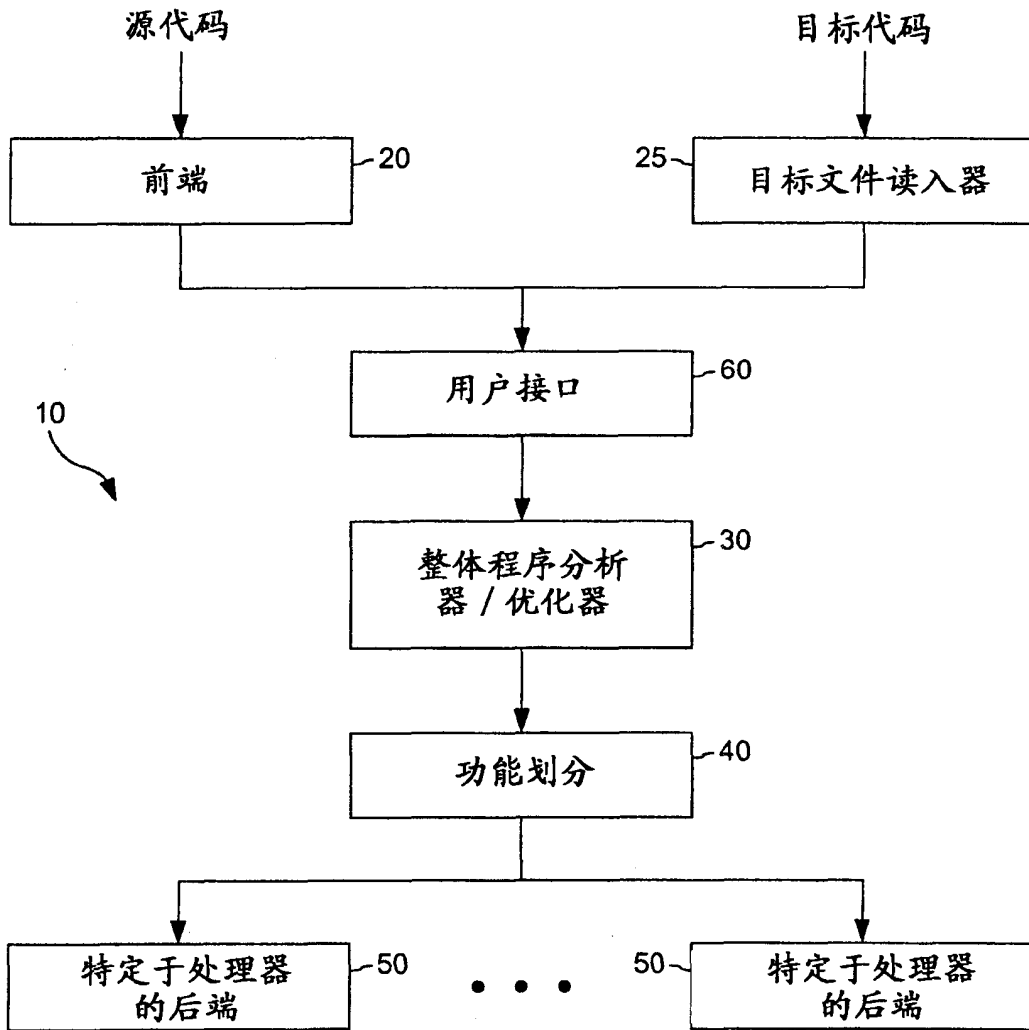 源代码
目标代码
前端
20
25
目标文件读入器
用户接口
60
10
整体程序分析
器 / 优化器
30
功能划分
40
特定于处理器
的后端
50
• • •
50
特定于处理器
的后端